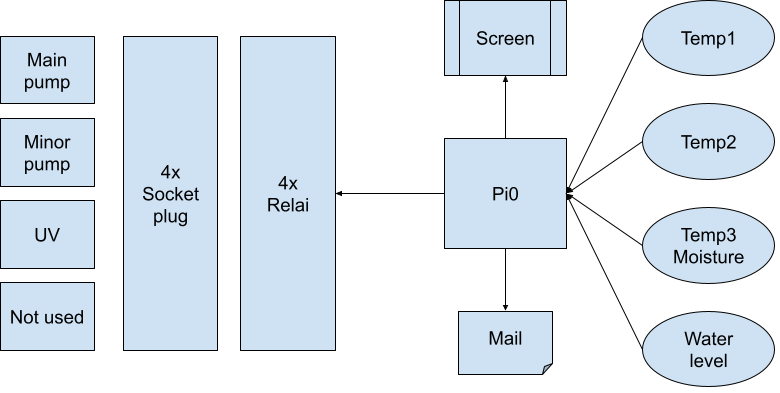 Main
pump
Minor
pump
UV
Not used
4x
Socket
plug
4x
Relai
Screen
Pi0
Mail
Temp1
Temp2
Temp3
Moisture
Water
level